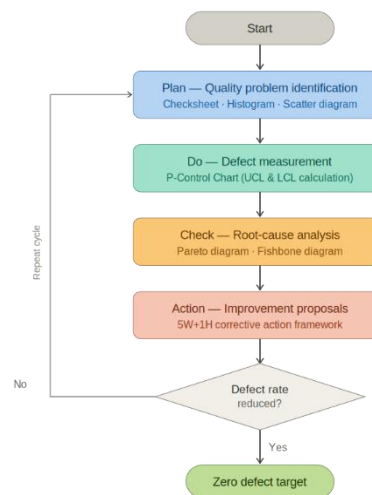 Start
Plan — Quality problem identification
Checksheet · Histogram · Scatter diagram
Do — Defect measurement
P-Control Chart (UCL & LCL calculation)
Check — Root-cause analysis
Pareto diagram · Fishbone diagram
Action — Improvement proposals
5W+1H corrective action framework
Repeat cycle
No
Defect rate
reduced?
Yes
Zero defect target